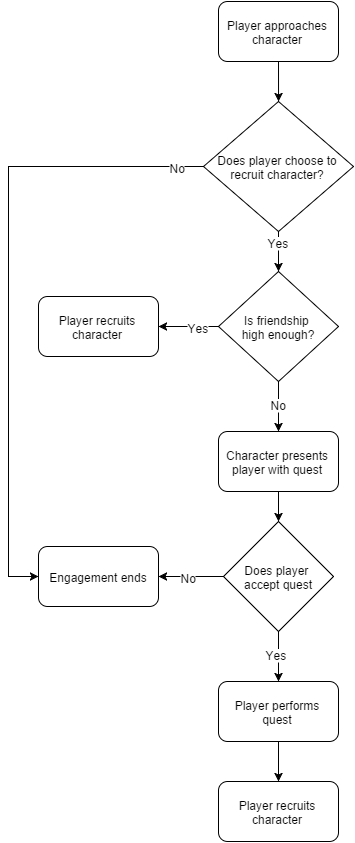 Player approaches
character
Does player choose to
recruit character?
No
Yes
Is friendship
high enough?
Player recruits
character
Yes
No
Character presents
player with quest
Does player
accept quest
Engagement ends
No
Yes
Player performs
quest
Player recruits
character